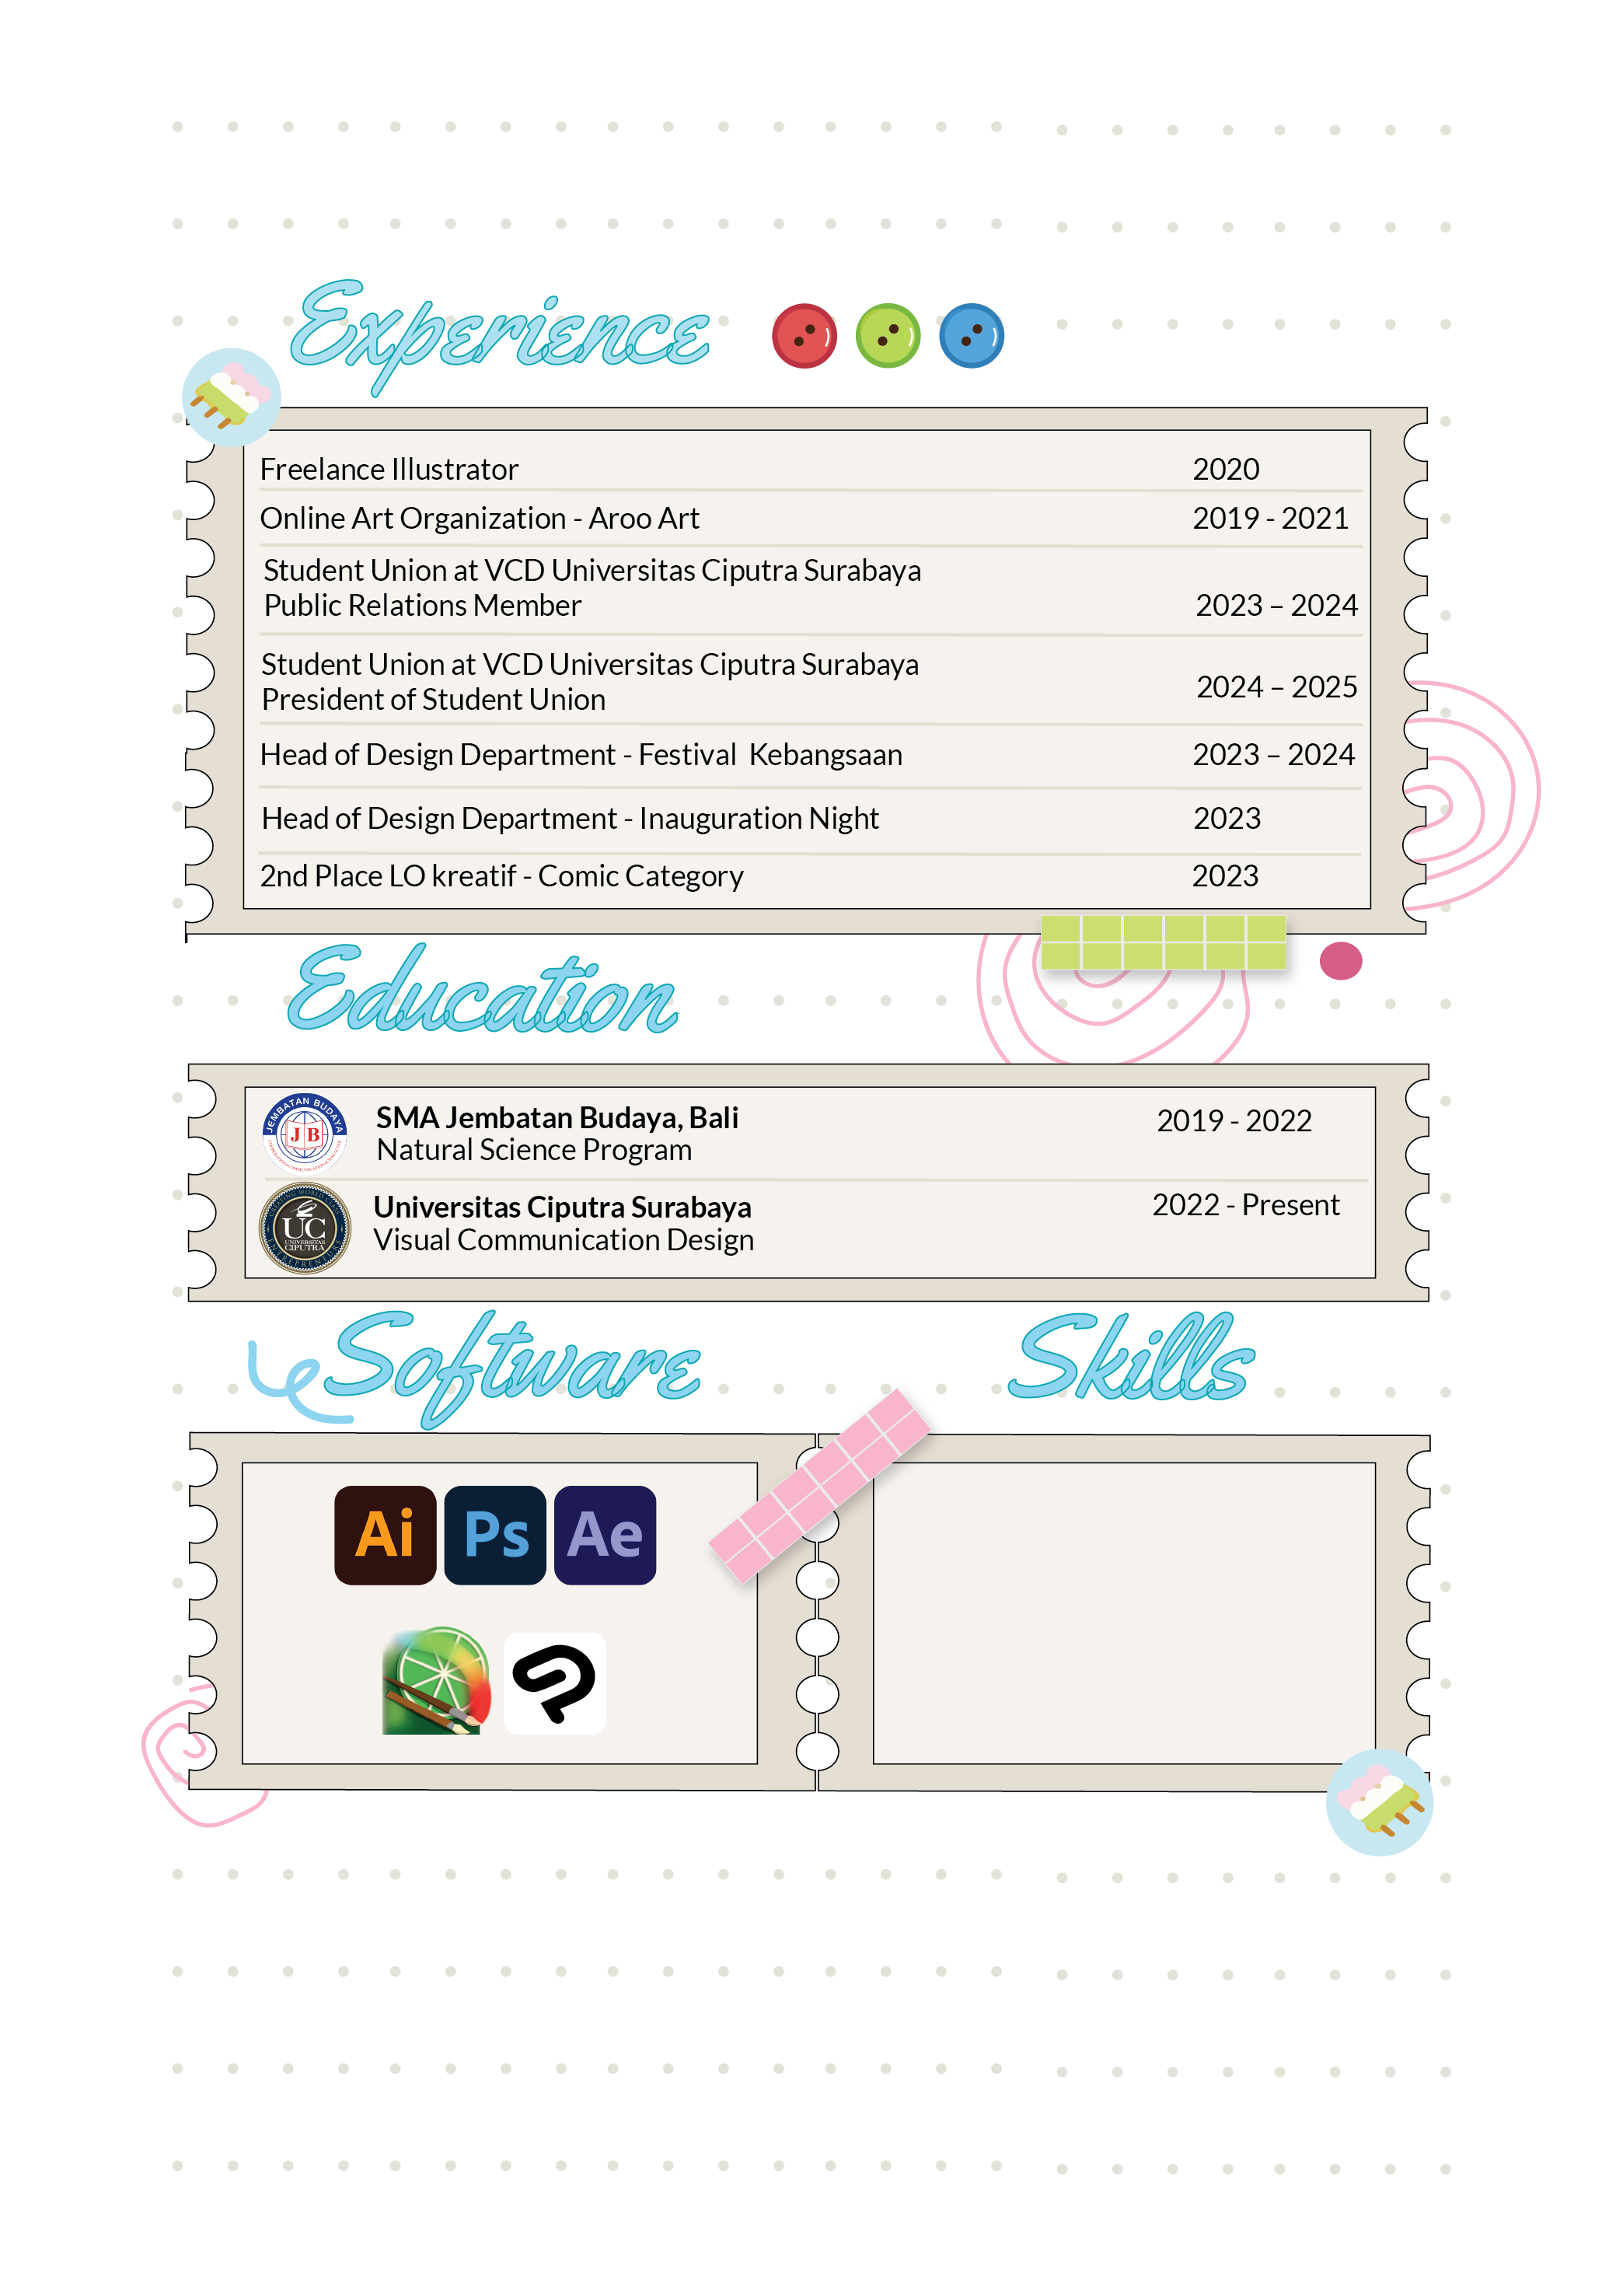 Experience
Freelance Illustrator 2020
Online Art Organization - Aroo Art 2019 - 2021
Student Union at VCD Universitas Ciputra Surabaya
Public Relations Member 2023 – 2024
Student Union at VCD Universitas Ciputra Surabaya
President of Student Union 2024 – 2025
Head of Design Department - Festival  Kebangsaan 2023 – 2024
Head of Design Department - Inauguration Night 2023
2nd Place LO kreatif - Comic Category 2023
Education
JEMBATAN BUDAYA
J B
SMA Jembatan Budaya, Bali 2019 - 2022
Natural Science Program
CREATING WORLD CLASS
UC
UNIVERSITAS
CIPUTRA
ENTREPRENEURS
Universitas Ciputra Surabaya 2022 - Present
Visual Communication Design
Software Skills
Ai Ps Ae